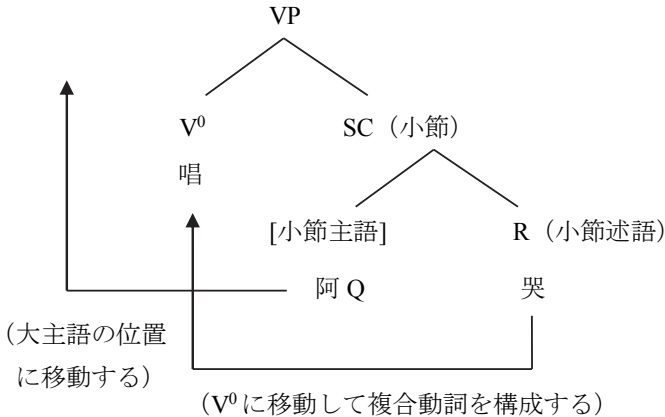 VP
V⁰ SC（小節）
唱
[小節主語] R（小節述語）
阿 Q 哭
（大主語の位置
に移動する）
（V⁰に移動して複合動詞を構成する）